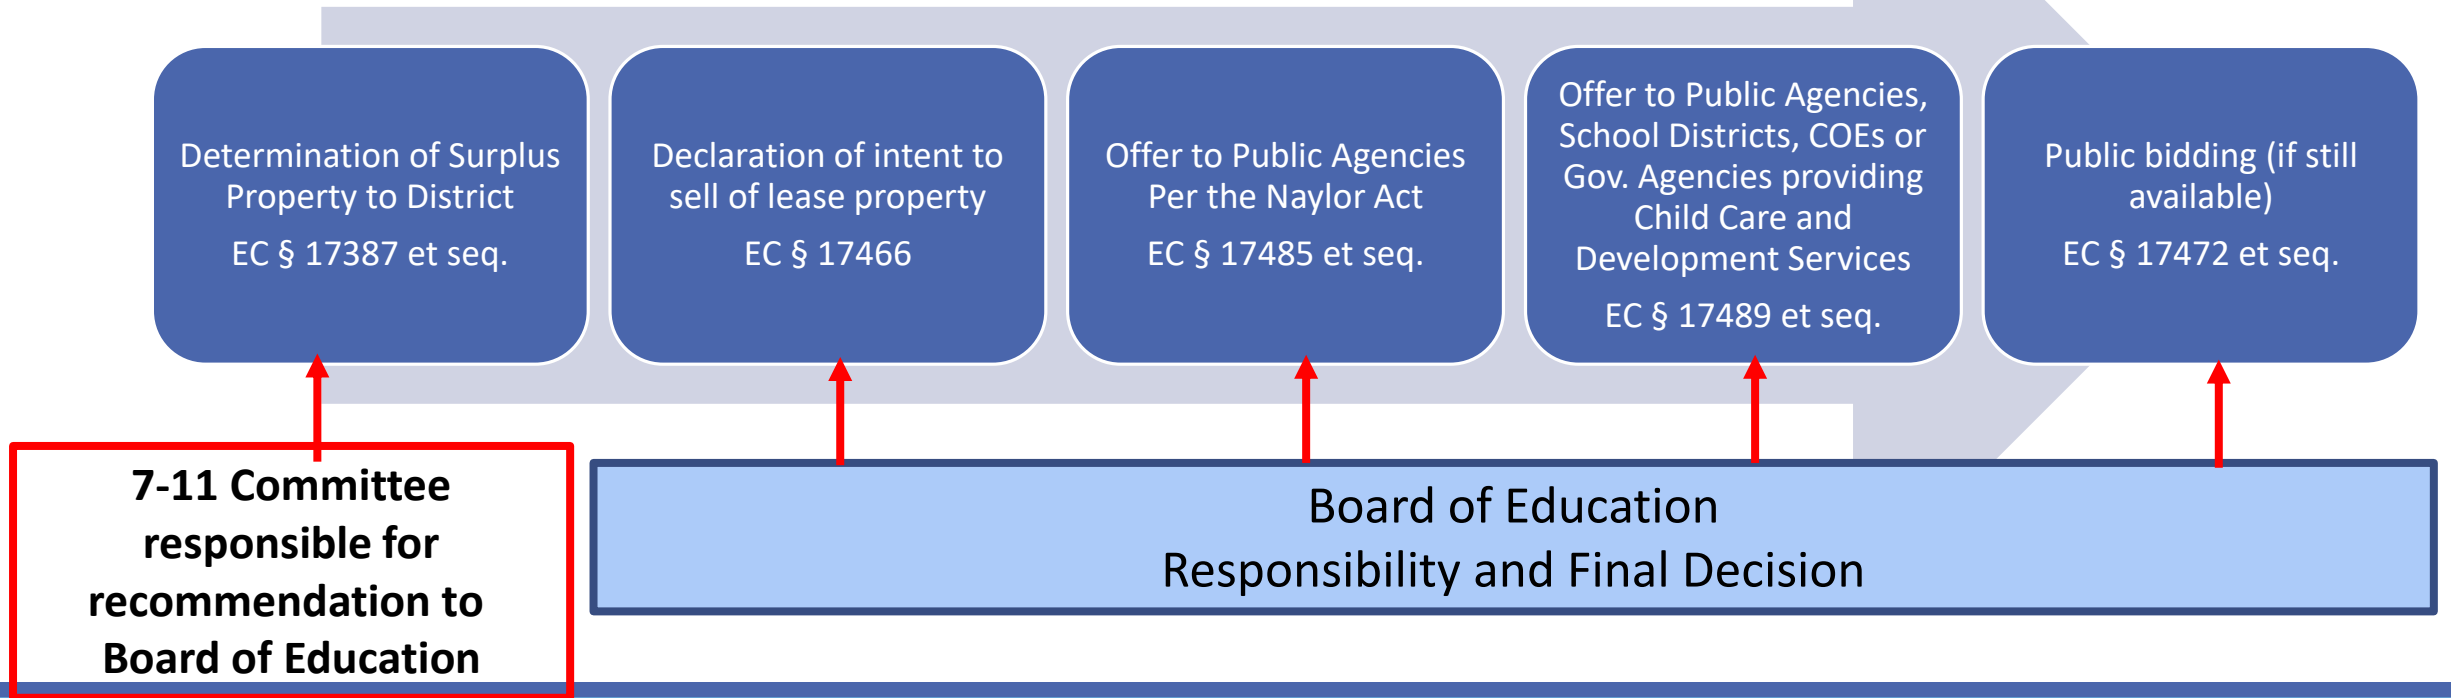 Determination of Surplus
Property to District
EC § 17387 et seq.
Declaration of intent to
sell of lease property
EC § 17466
Offer to Public Agencies
Per the Naylor Act
EC § 17485 et seq.
Offer to Public Agencies,
School Districts, COEs or
Gov. Agencies providing
Child Care and
Development Services
EC § 17489 et seq.
Public bidding (if still
available)
EC § 17472 et seq.
7-11 Committee
responsible for
recommendation to
Board of Education
Board of Education
Responsibility and Final Decision